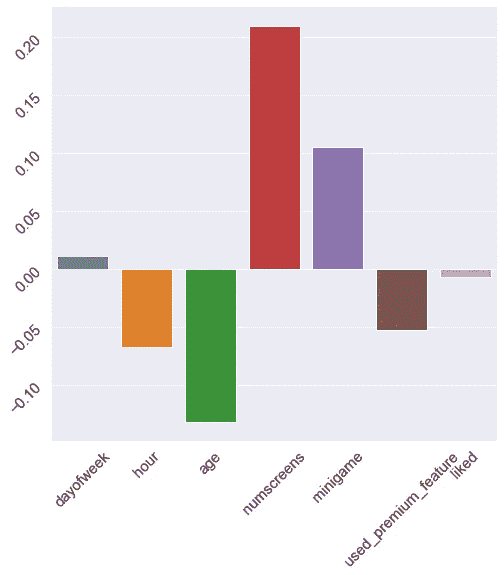 0.20
0.15
0.10
0.05
0.00
−0.05
−0.10
dayofweek
hour
age
numscreens
minigame
used_premium_feature
liked